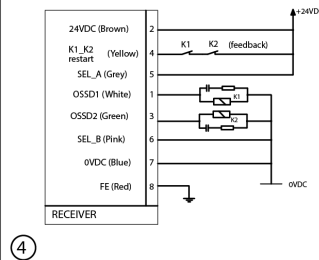 +24VD
24VDC (Brown) 2
K1_K2 restart (Yellow) 4 K1 K2 (feedback)
SEL_A (Grey) 5
OSSD1 (White) 1 K1
OSSD2 (Green) 3 K2
SEL_B (Pink) 6
0VDC (Blue) 7
0VDC
FE (Red) 8
RECEIVER
4